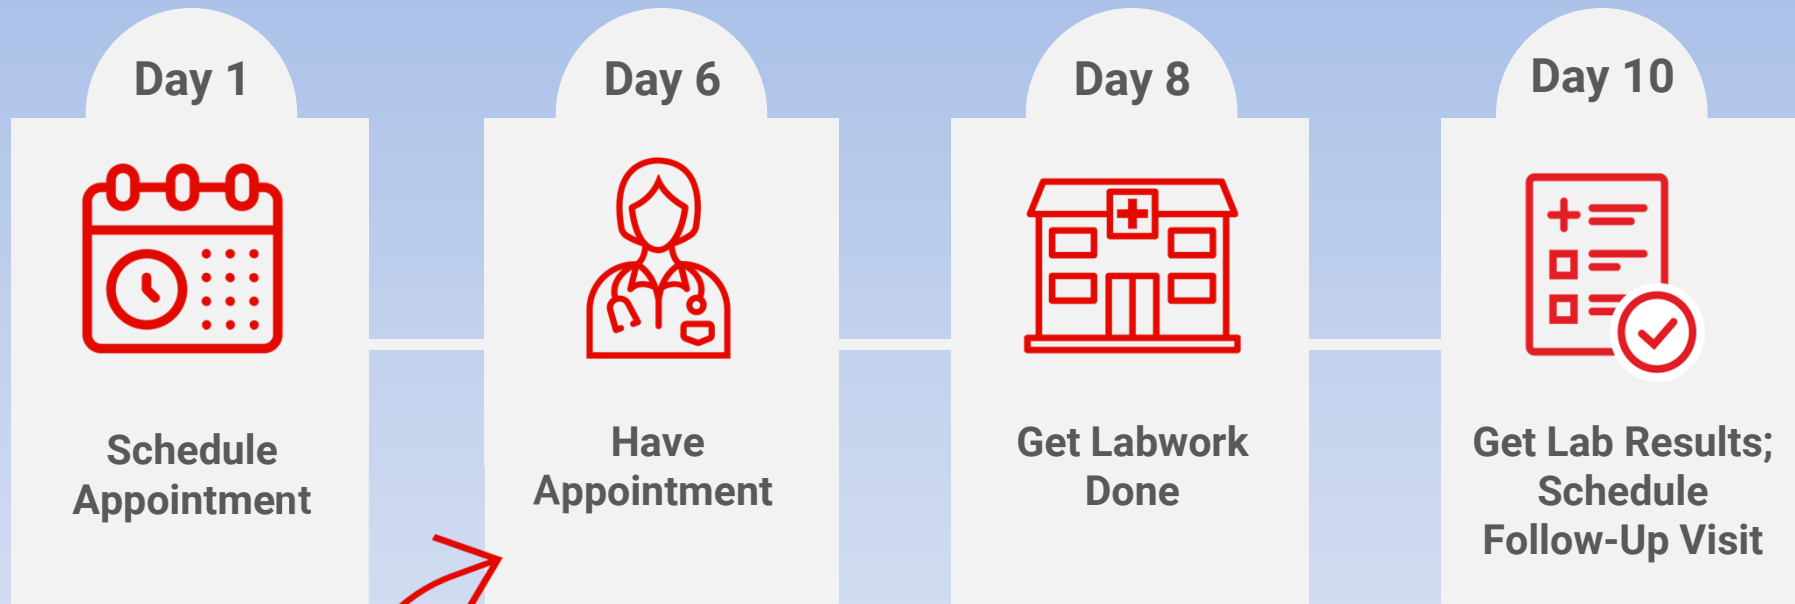 Day 1
Schedule
Appointment
Day 6
Have
Appointment
Day 8
Get Labwork
Done
Day 10
Get Lab Results;
Schedule
Follow-Up Visit